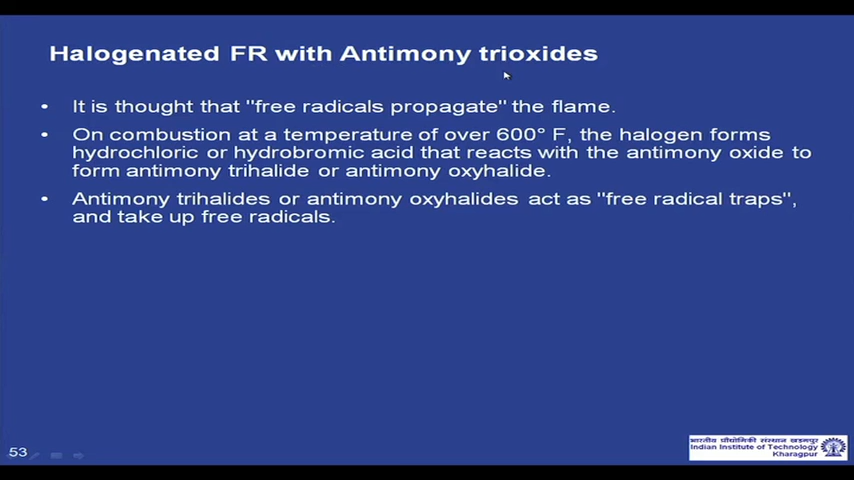 Halogenated FR with Antimony trioxides
• It is thought that "free radicals propagate" the flame.
• On combustion at a temperature of over 600° F, the halogen forms
hydrochloric or hydrobromic acid that reacts with the antimony oxide to
form antimony trihalide or antimony oxyhalide.
• Antimony trihalides or antimony oxyhalides act as "free radical traps",
and take up free radicals.
53
भारतीय प्रौद्योगिकी संस्थान खड़गपुर
Indian Institute of Technology
Kharagpur